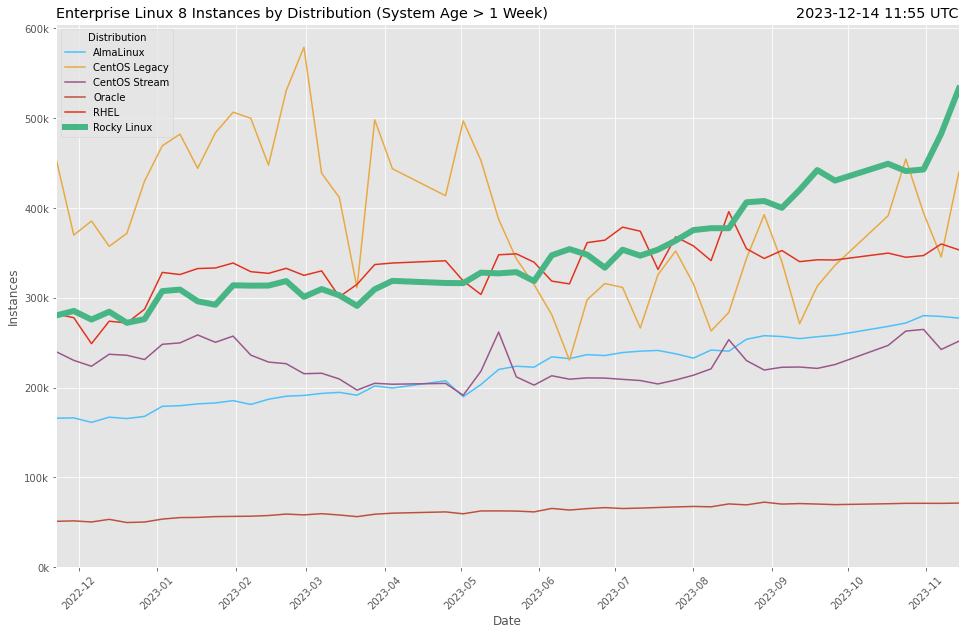 Enterprise Linux 8 Instances by Distribution (System Age > 1 Week)
2023-12-14 11:55 UTC
Distribution
AlmaLinux
CentOS Legacy
CentOS Stream
Oracle
RHEL
Rocky Linux
Instances
600k
500k
400k
300k
200k
100k
0k
2022-12
2023-01
2023-02
2023-03
2023-04
2023-05
2023-06
2023-07
2023-08
2023-09
2023-10
2023-11
Date